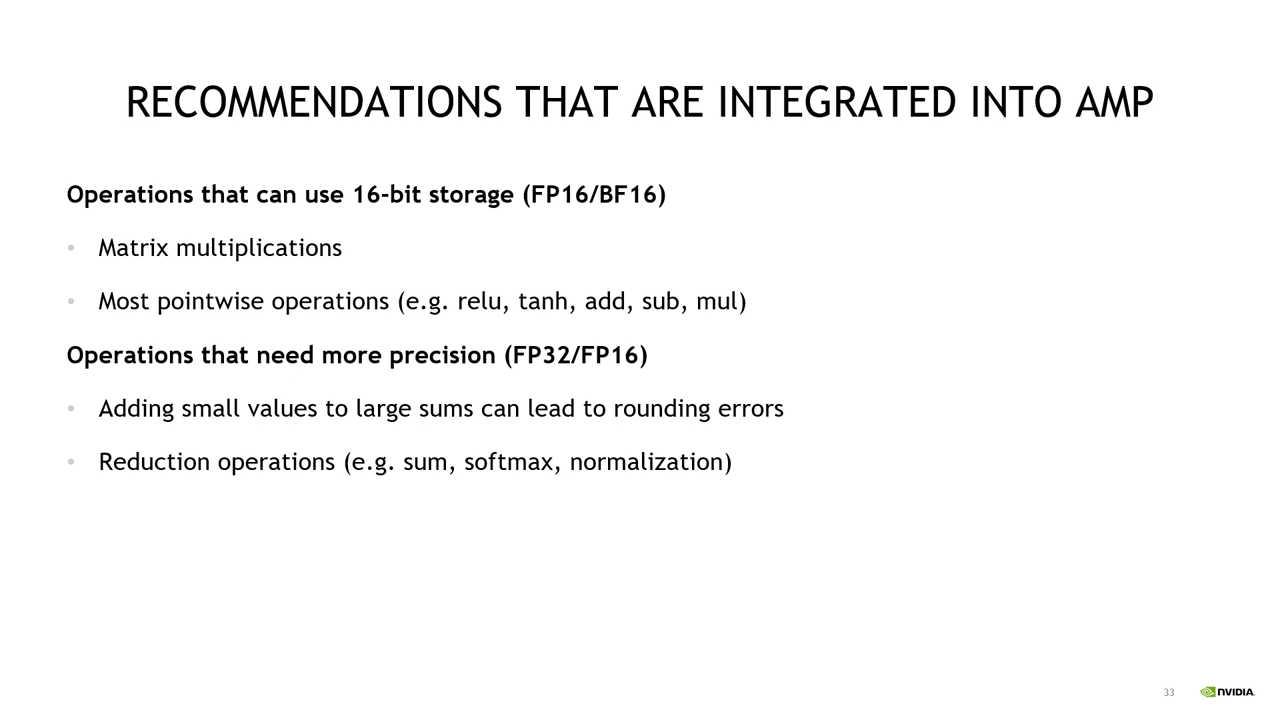 RECOMMENDATIONS THAT ARE INTEGRATED INTO AMP
Operations that can use 16-bit storage (FP16/BF16)
• Matrix multiplications
• Most pointwise operations (e.g. relu, tanh, add, sub, mul)
Operations that need more precision (FP32/FP16)
• Adding small values to large sums can lead to rounding errors
• Reduction operations (e.g. sum, softmax, normalization)
33
NVIDIA.